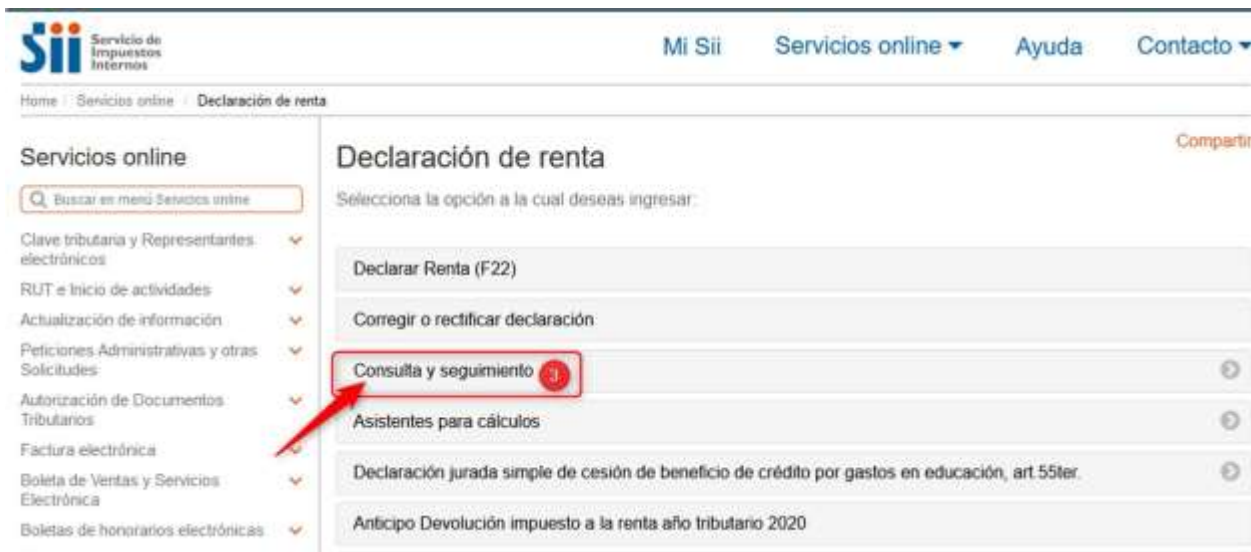 Sii Servicio de
Impuestos
Internos
Mi Sii Servicios online Ayuda Contacto
Home / Servicios online / Declaración de renta
Compartir
Servicios online
Buscar en menú Servicios online
Clave tributaria y Representantes
electrónicos
RUT e Inicio de actividades
Actualización de información
Peticiones Administrativas y otras
Solicitudes
Autorización de Documentos
Tributarios
Factura electrónica
Boleta de Ventas y Servicios
Electrónica
Boletas de honorarios electrónicas
Declaración de renta
Selecciona la opción a la cual deseas ingresar:
Declarar Renta (F22)
Corregir o rectificar declaración
Consulta y seguimiento 3
Asistentes para cálculos
Declaración jurada simple de cesión de beneficio de crédito por gastos en educación, art 55ter.
Anticipo Devolución impuesto a la renta año tributario 2020